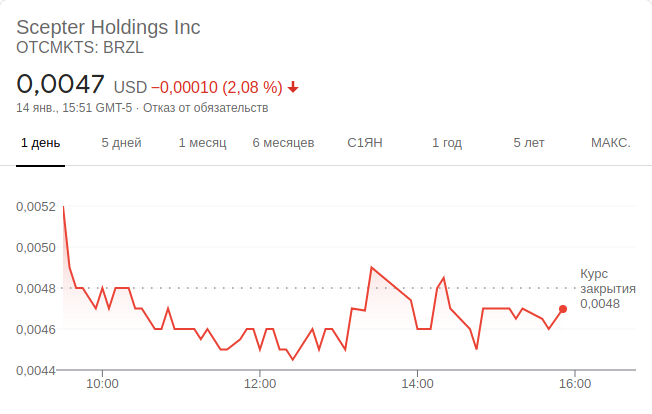 Scepter Holdings Inc
OTCMKTS: BRZL
0,0047 USD −0,00010 (2,08 %)
14 янв., 15:51 GMT-5 · Отказ от обязательств
1 день 5 дней 1 месяц 6 месяцев С1ЯН 1 год 5 лет МАКС.
0,0052
0,0050
0,0048
0,0046
0,0044
Курс
закрытия
0,0048
10:00 12:00 14:00 16:00